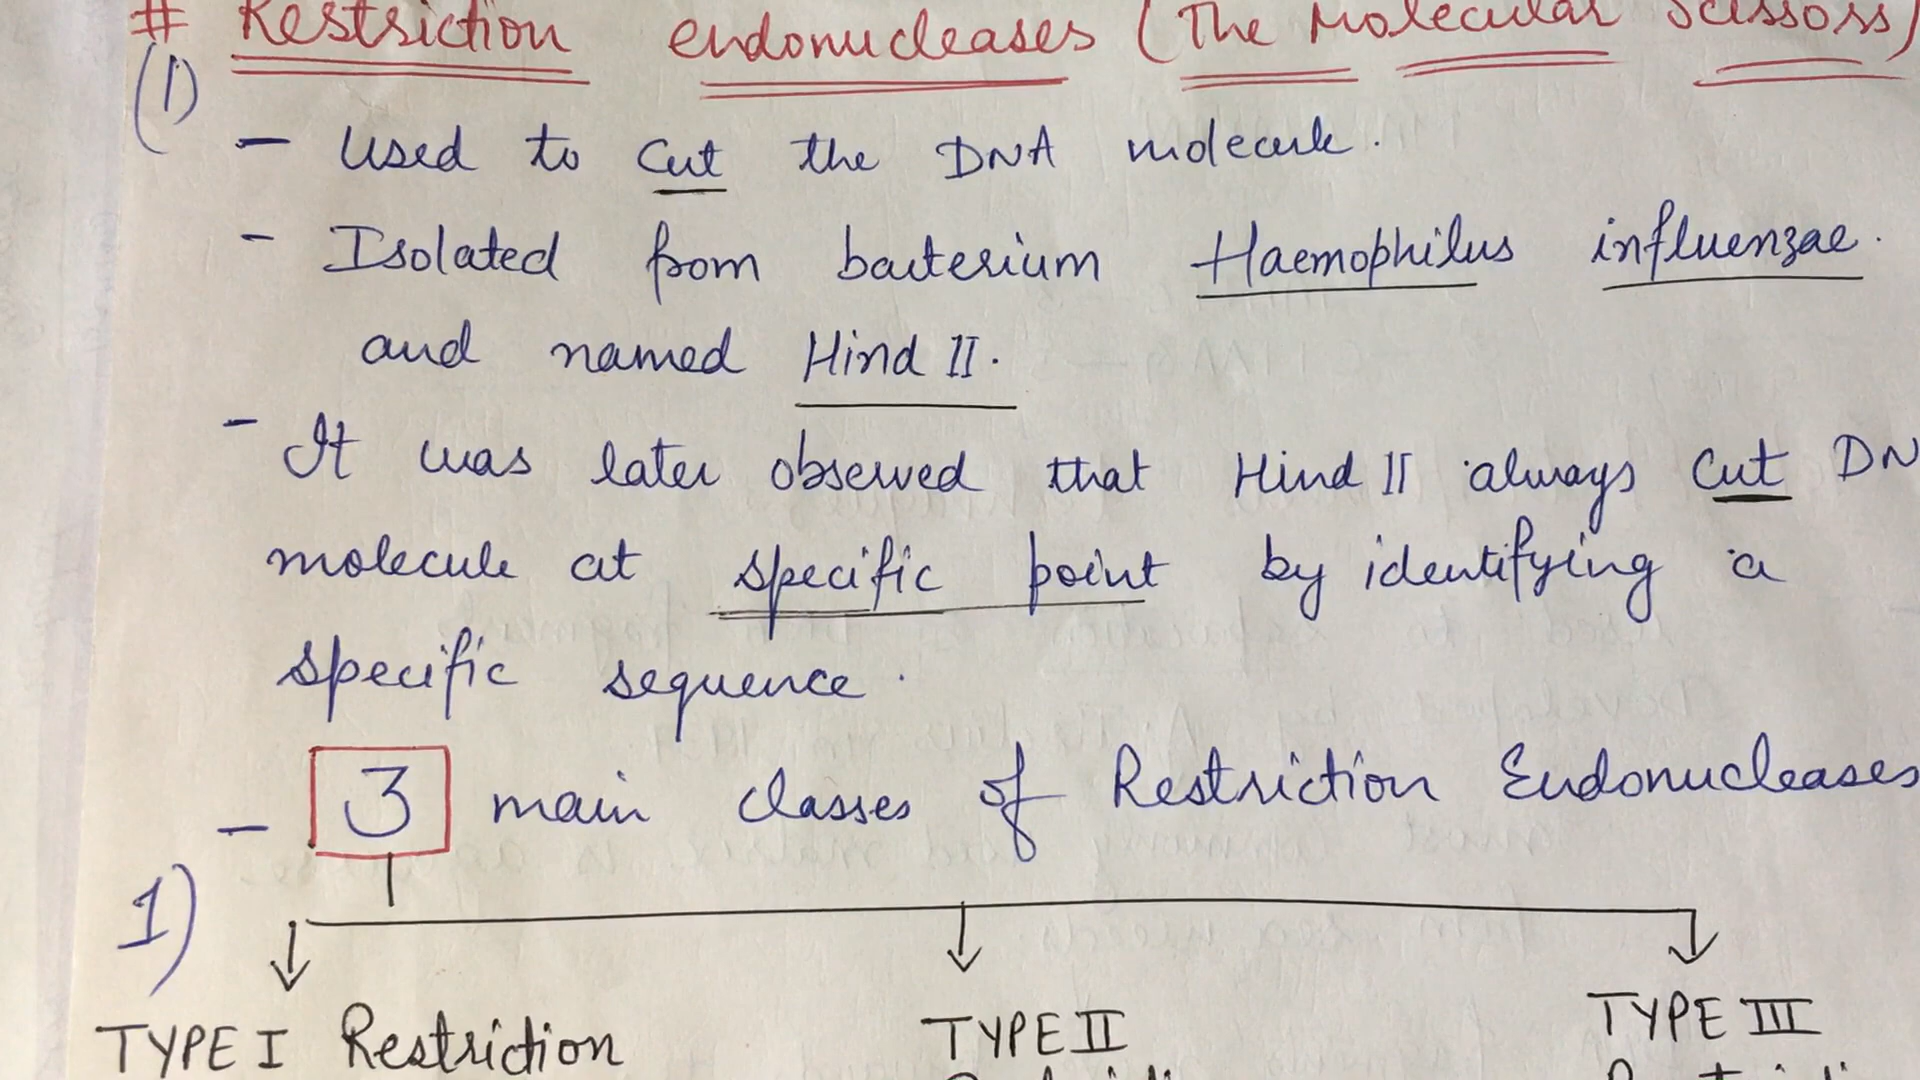 # Restriction endonucleases (The Molecular Scissors)
(1)
- Used to cut the DNA molecule.
- Isolated from bacterium Haemophilus influenzae.
and named Hind II.
- It was later observed that Hind II always cut DN
molecule at specific point by identifying a
specific sequence.
- 3 main classes of Restriction Endonucleases
1)
TYPE I Restriction TYPE II TYPE III